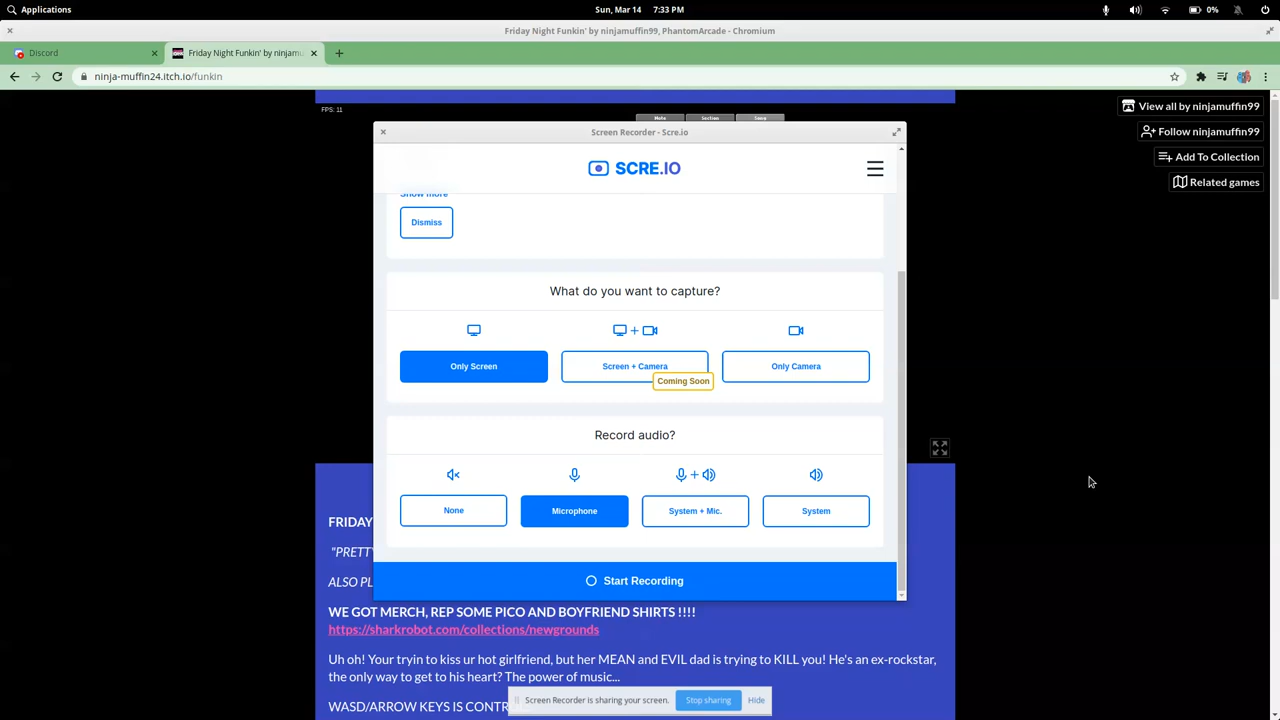 Applications
Sun, Mar 14   7:33 PM
0%
Friday Night Funkin' by ninjamuffin99, PhantomArcade - Chromium
Discord
Friday Night Funkin' by ninjamu
ninja-muffin24.itch.io/funkin
FPS: 11
Note Section Song
View all by ninjamuffin99
Follow ninjamuffin99
Add To Collection
Related games
Screen Recorder - Scre.io
SCRE.IO
Show more
Dismiss
What do you want to capture?
Only Screen
Screen + Camera
Coming Soon
Only Camera
Record audio?
None
Microphone
System + Mic.
System
Start Recording
FRIDAY
"PRETTY
ALSO PL
WE GOT MERCH, REP SOME PICO AND BOYFRIEND SHIRTS !!!!
https://sharkrobot.com/collections/newgrounds
Uh oh! Your tryin to kiss ur hot girlfriend, but her MEAN and EVIL dad is trying to KILL you! He's an ex-rockstar,
the only way to get to his heart? The power of music...
WASD/ARROW KEYS IS CONTR
Screen Recorder is sharing your screen.
Stop sharing
Hide